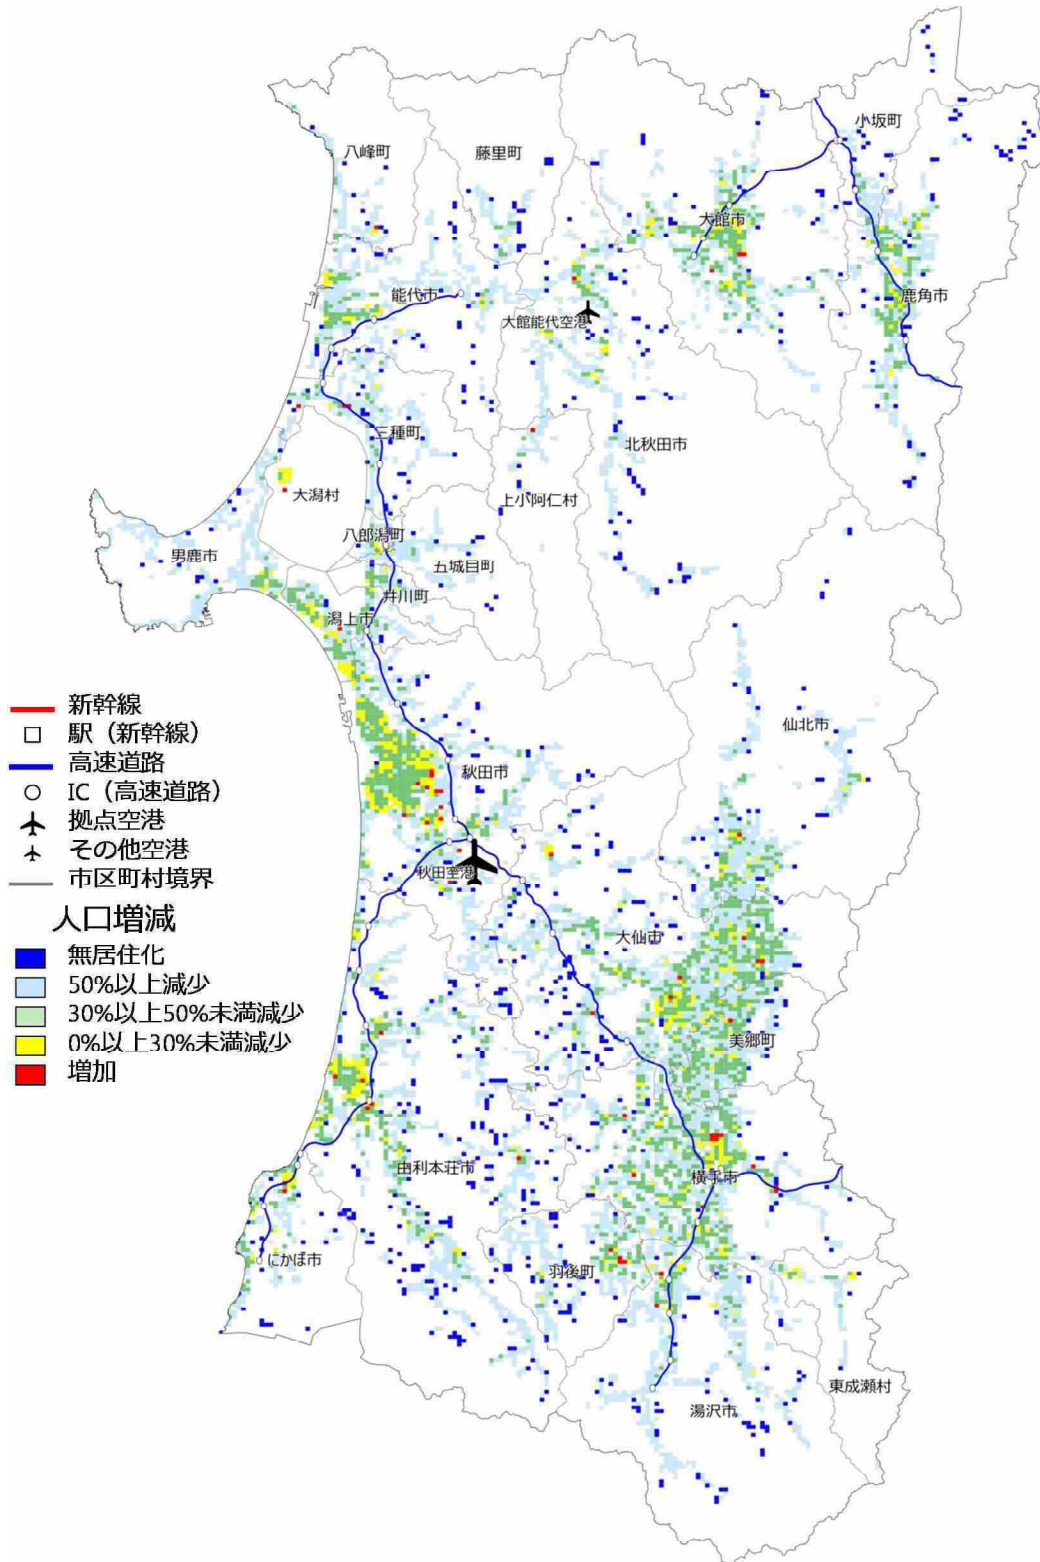 小坂町
八峰町
藤里町
大館市
能代市
鹿角市
大館能代空港
三種町
北秋田市
大潟村
上小阿仁村
八郎潟町
男鹿市
五城目町
井川町
潟上市
新幹線
駅（新幹線）
高速道路
IC（高速道路）
拠点空港
その他空港
市区町村境界
人口増減
無居住化
50%以上減少
30%以上50%未満減少
0%以上30%未満減少
増加
仙北市
秋田市
秋田空港
大仙市
美郷町
由利本荘市
横手市
にかほ市
羽後町
東成瀬村
湯沢市